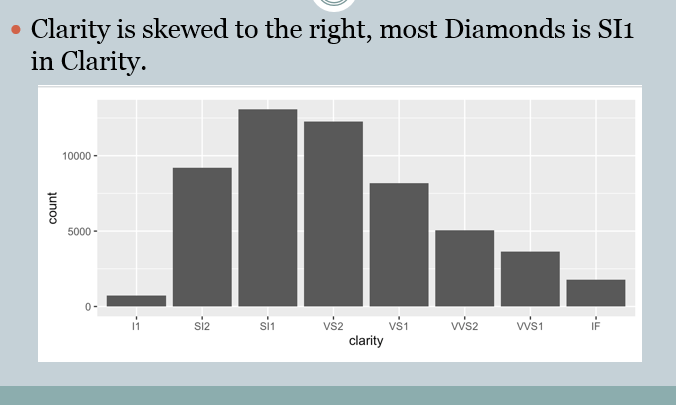 Clarity is skewed to the right, most Diamonds is SI1
in Clarity.
10000
5000
0
count
I1 SI2 SI1 VS2 VS1 VVS2 VVS1 IF
clarity